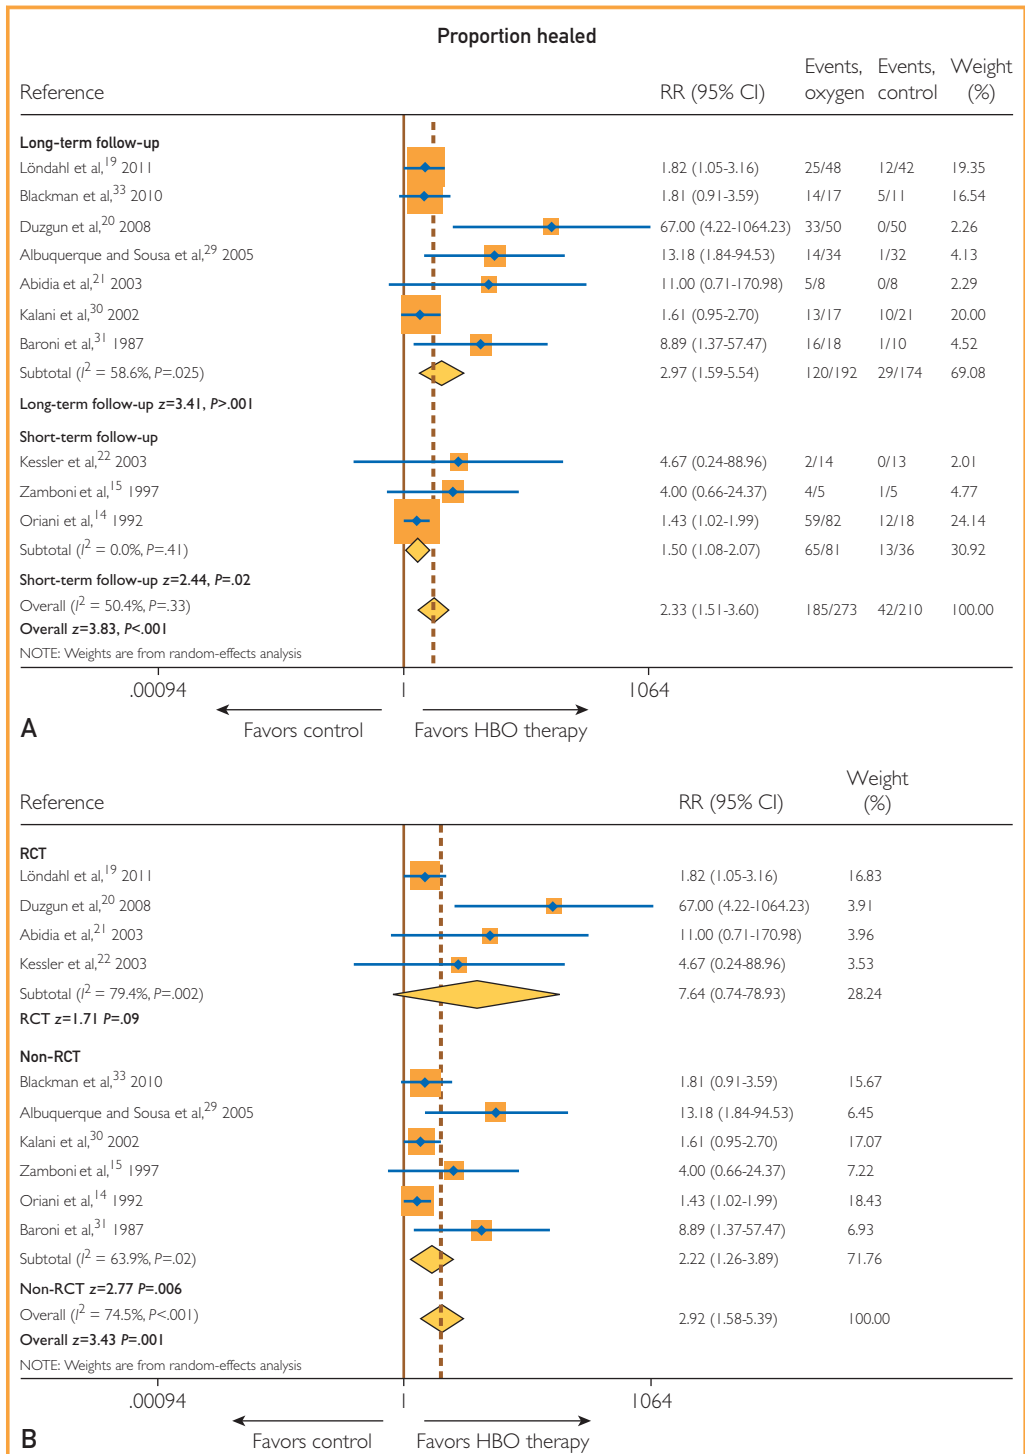 Proportion healed
Reference RR (95% CI) Events, oxygen Events, control Weight (%)
Long-term follow-up
Löndahl et al,19 2011 1.82 (1.05-3.16) 25/48 12/42 19.35
Blackman et al,33 2010 1.81 (0.91-3.59) 14/17 5/11 16.54
Duzgun et al,20 2008 67.00 (4.22-1064.23) 33/50 0/50 2.26
Albuquerque and Sousa et al,29 2005 13.18 (1.84-94.53) 14/34 1/32 4.13
Abidia et al,21 2003 11.00 (0.71-170.98) 5/8 0/8 2.29
Kalani et al,30 2002 1.61 (0.95-2.70) 13/17 10/21 20.00
Baroni et al,31 1987 8.89 (1.37-57.47) 16/18 1/10 4.52
Subtotal (I2 = 58.6%, P=.025) 2.97 (1.59-5.54) 120/192 29/174 69.08
Long-term follow-up z=3.41, P>.001
Short-term follow-up
Kessler et al,22 2003 4.67 (0.24-88.96) 2/14 0/13 2.01
Zamboni et al,15 1997 4.00 (0.66-24.37) 4/5 1/5 4.77
Oriani et al,14 1992 1.43 (1.02-1.99) 59/82 12/18 24.14
Subtotal (I2 = 0.0%, P=.41) 1.50 (1.08-2.07) 65/81 13/36 30.92
Short-term follow-up z=2.44, P=.02
Overall (I2 = 50.4%, P=.33) 2.33 (1.51-3.60) 185/273 42/210 100.00
Overall z=3.83, P<.001
NOTE: Weights are from random-effects analysis
.00094 1 1064
Favors control Favors HBO therapy
A
Reference RR (95% CI) Weight (%)
RCT
Löndahl et al,19 2011 1.82 (1.05-3.16) 16.83
Duzgun et al,20 2008 67.00 (4.22-1064.23) 3.91
Abidia et al,21 2003 11.00 (0.71-170.98) 3.96
Kessler et al,22 2003 4.67 (0.24-88.96) 3.53
Subtotal (I2 = 79.4%, P=.002) 7.64 (0.74-78.93) 28.24
RCT z=1.71 P=.09
Non-RCT
Blackman et al,33 2010 1.81 (0.91-3.59) 15.67
Albuquerque and Sousa et al,29 2005 13.18 (1.84-94.53) 6.45
Kalani et al,30 2002 1.61 (0.95-2.70) 17.07
Zamboni et al,15 1997 4.00 (0.66-24.37) 7.22
Oriani et al,14 1992 1.43 (1.02-1.99) 18.43
Baroni et al,31 1987 8.89 (1.37-57.47) 6.93
Subtotal (I2 = 63.9%, P=.02) 2.22 (1.26-3.89) 71.76
Non-RCT z=2.77 P=.006
Overall (I2 = 74.5%, P<.001) 2.92 (1.58-5.39) 100.00
Overall z=3.43 P=.001
NOTE: Weights are from random-effects analysis
.00094 1 1064
Favors control Favors HBO therapy
B